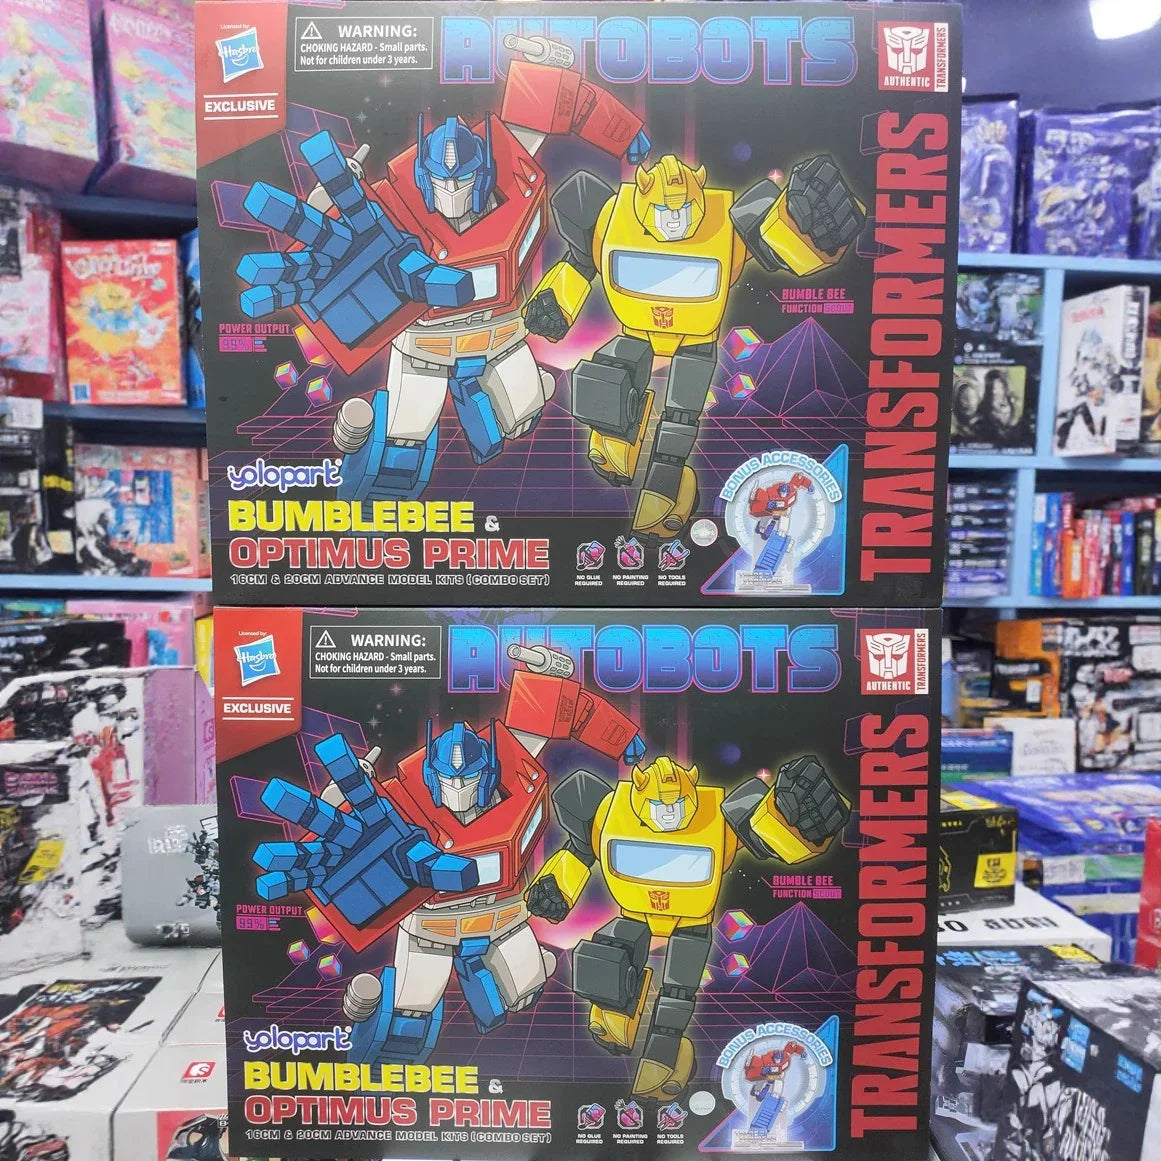 Licensed by:
Hasbro
EXCLUSIVE
WARNING:
CHOKING HAZARD - Small parts.
Not for children under 3 years.
AUTOBOTS
AUTHENTIC
TRANSFORMERS
TRANSFORMERS
BUMBLE BEE
FUNCTION SCOUT
POWER OUTPUT
99%
yolopark
BUMBLEBEE &
OPTIMUS PRIME
16CM & 20CM ADVANCE MODEL KITS (COMBO SET)
NO GLUE
REQUIRED
NO PAINTING
REQUIRED
NO TOOLS
REQUIRED
BONUS ACCESSORIES
Licensed by:
Hasbro
EXCLUSIVE
WARNING:
CHOKING HAZARD - Small parts.
Not for children under 3 years.
AUTOBOTS
AUTHENTIC
TRANSFORMERS
TRANSFORMERS
BUMBLE BEE
FUNCTION SCOUT
POWER OUTPUT
99%
yolopark
BUMBLEBEE &
OPTIMUS PRIME
16CM & 20CM ADVANCE MODEL KITS (COMBO SET)
NO GLUE
REQUIRED
NO PAINTING
REQUIRED
NO TOOLS
REQUIRED
BONUS ACCESSORIES